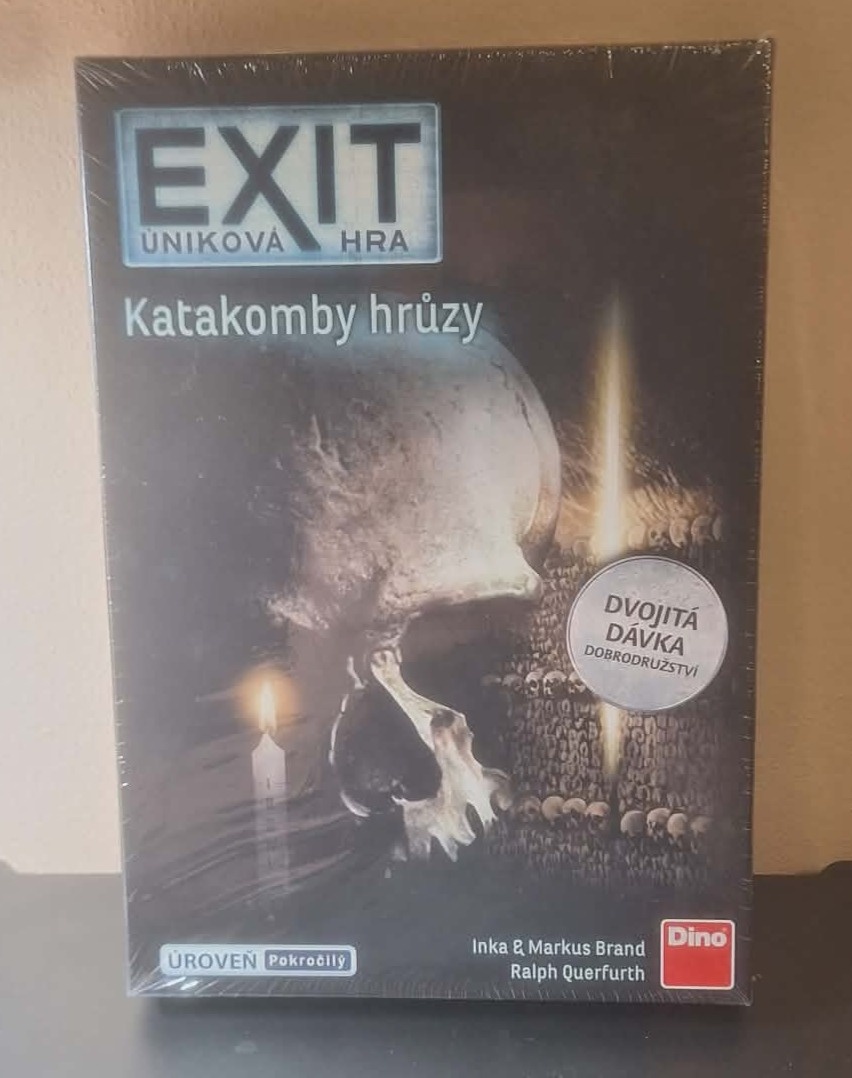 EXIT
ÚNIKOVÁ HRA
Katakomby hrůzy
DVOJITÁ
DÁVKA
DOBRODRUŽSTVÍ
ÚROVEŇ Pokročilý
Inka & Markus Brand
Ralph Querfurth
Dino